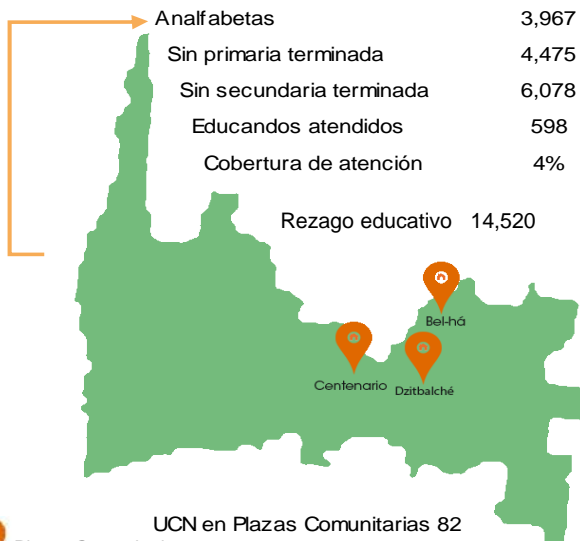 Analfabetas 3,967
Sin primaria terminada 4,475
Sin secundaria terminada 6,078
Educandos atendidos 598
Cobertura de atención 4%
Rezago educativo 14,520
Bel-há
Centenario
Dzitbalché
UCN en Plazas Comunitarias 82